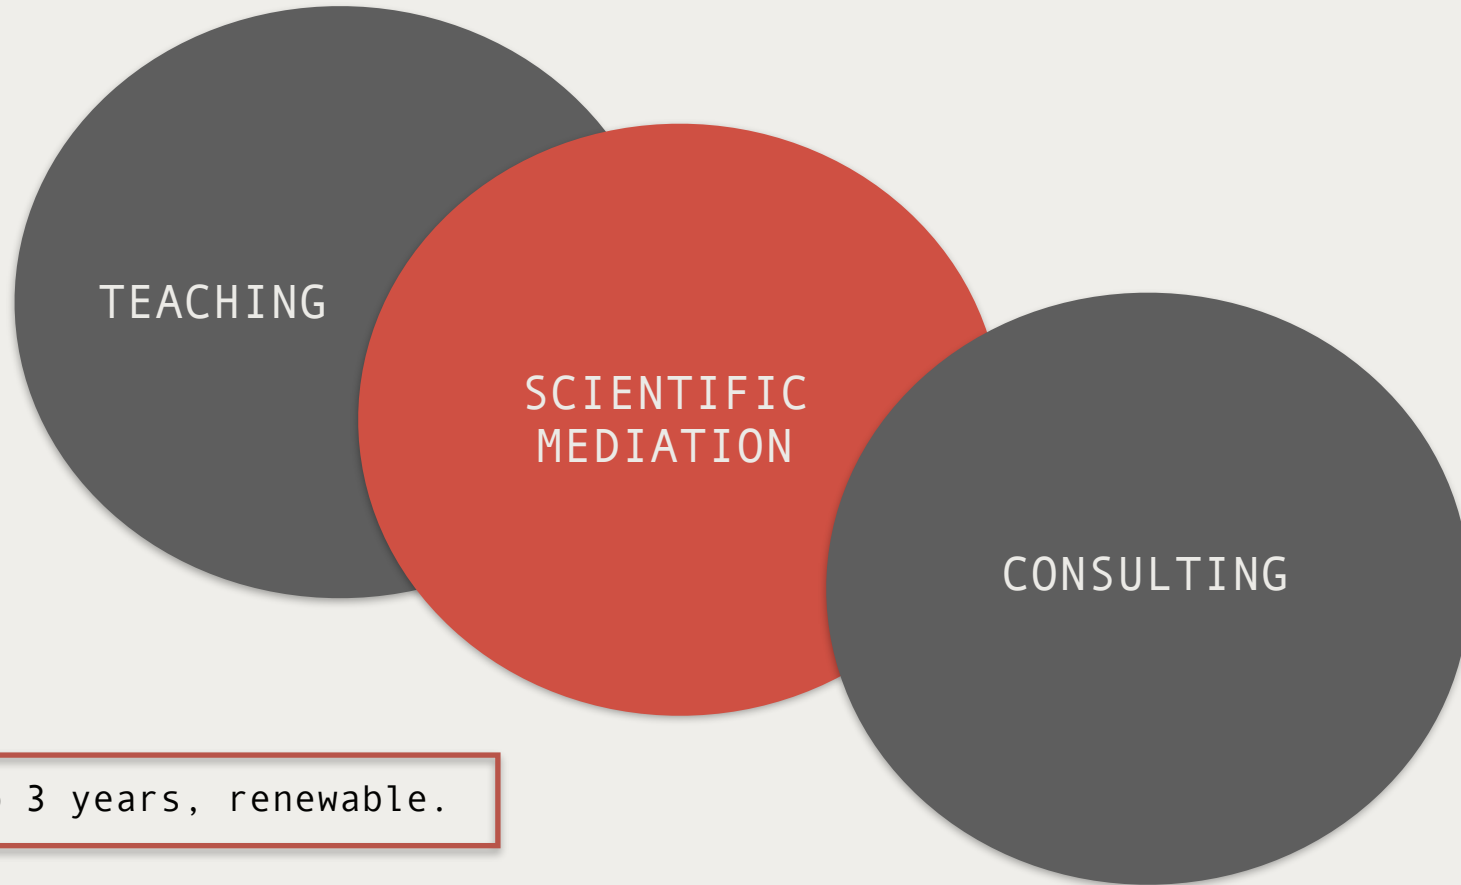 TEACHING
SCIENTIFIC
MEDIATION
CONSULTING
3 years, renewable.